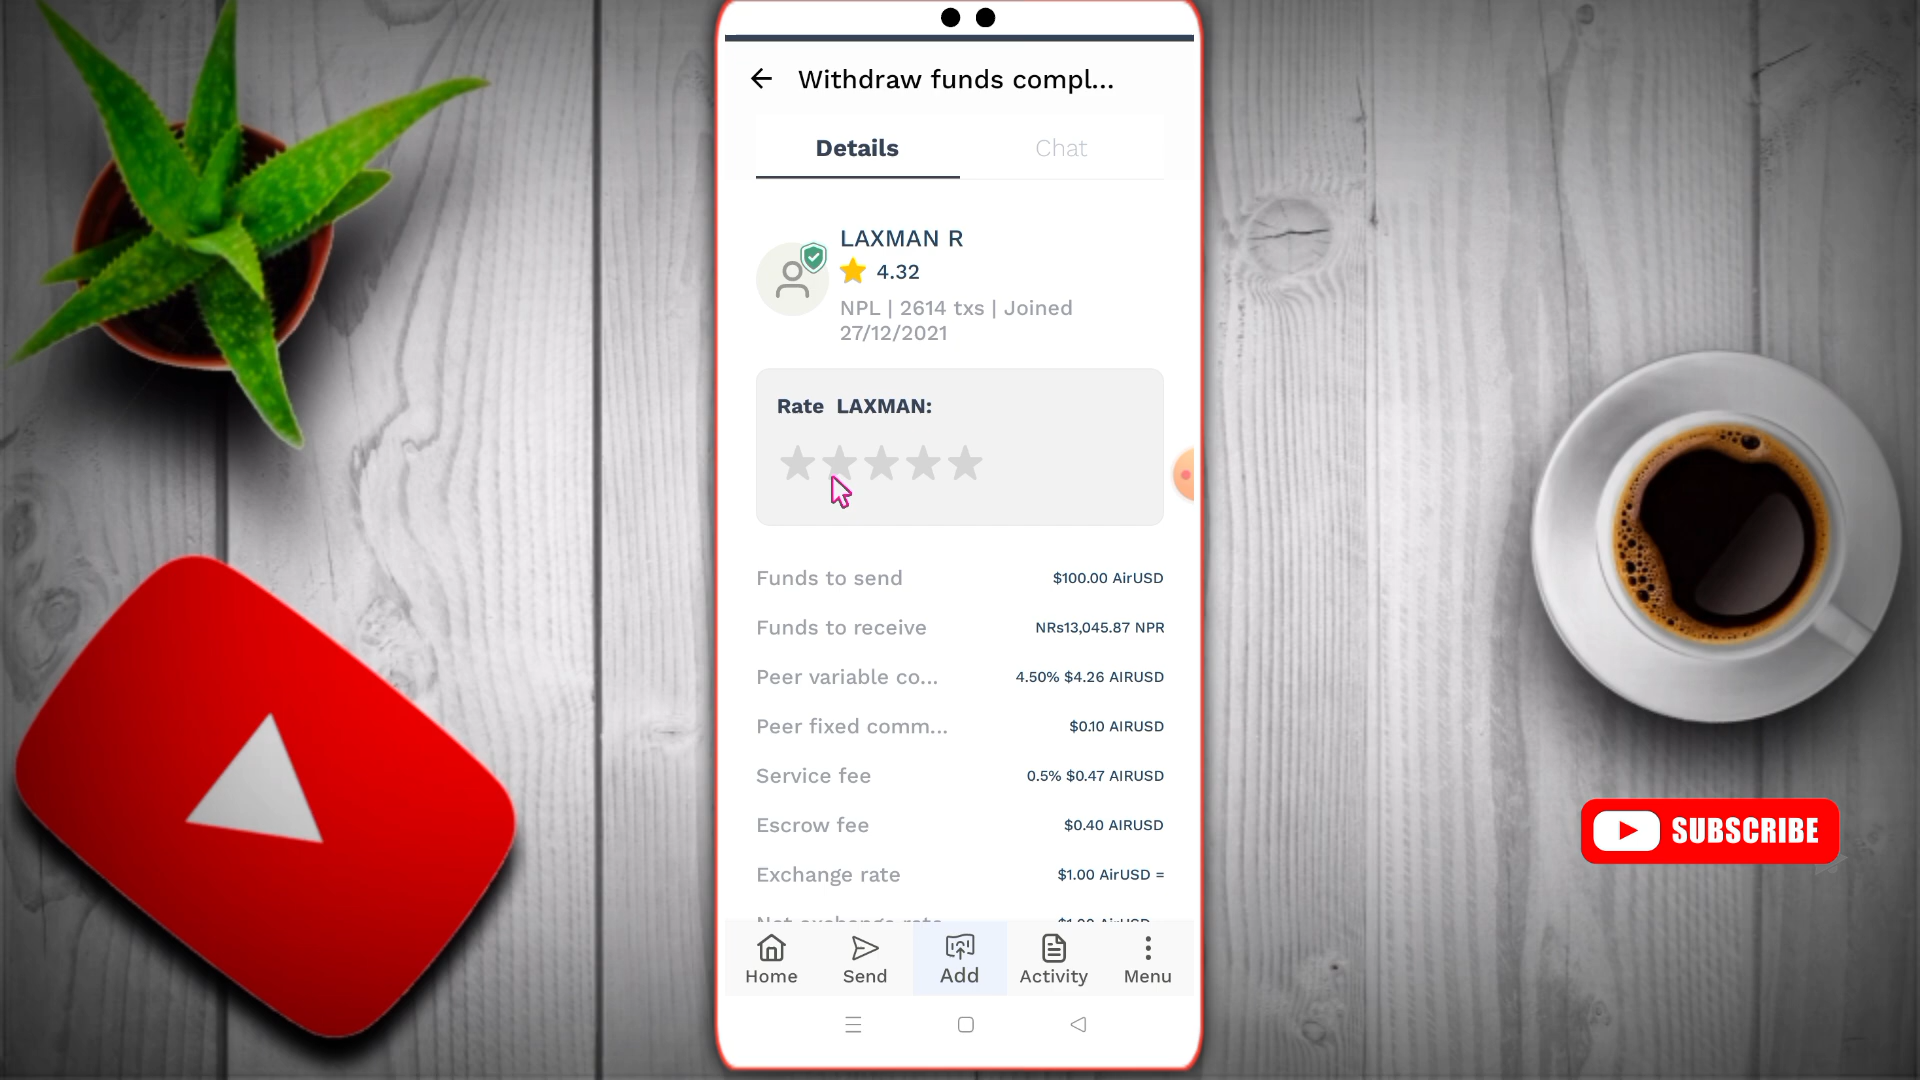 Withdraw funds compl...
Details
Chat
LAXMAN R
4.32
NPL | 2614 txs | Joined
27/12/2021
Rate LAXMAN:
Funds to send
$100.00 AirUSD
Funds to receive
NRs13,045.87 NPR
Peer variable co...
4.50% $4.26 AIRUSD
Peer fixed comm...
$0.10 AIRUSD
Service fee
0.5% $0.47 AIRUSD
Escrow fee
$0.40 AIRUSD
Exchange rate
$1.00 AirUSD =
Home
Send
Add
Activity
Menu
SUBSCRIBE